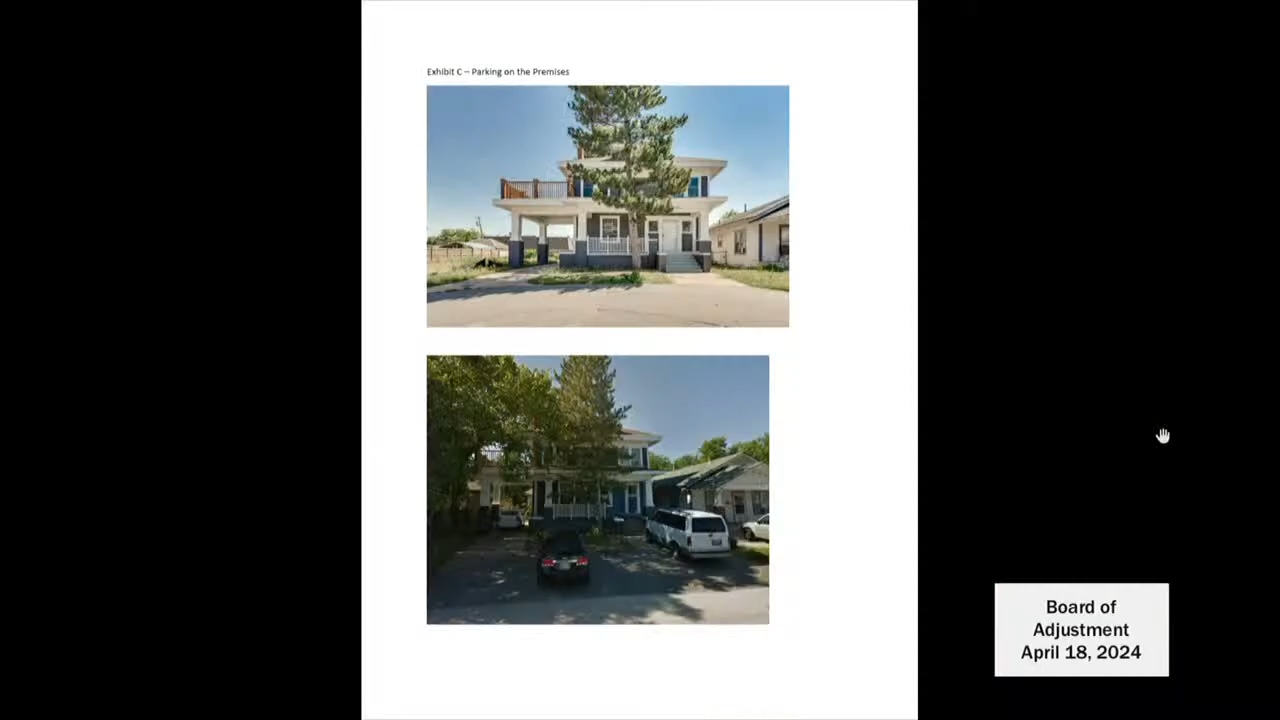 Exhibit C – Parking on the Premises
Board of
Adjustment
April 18, 2024